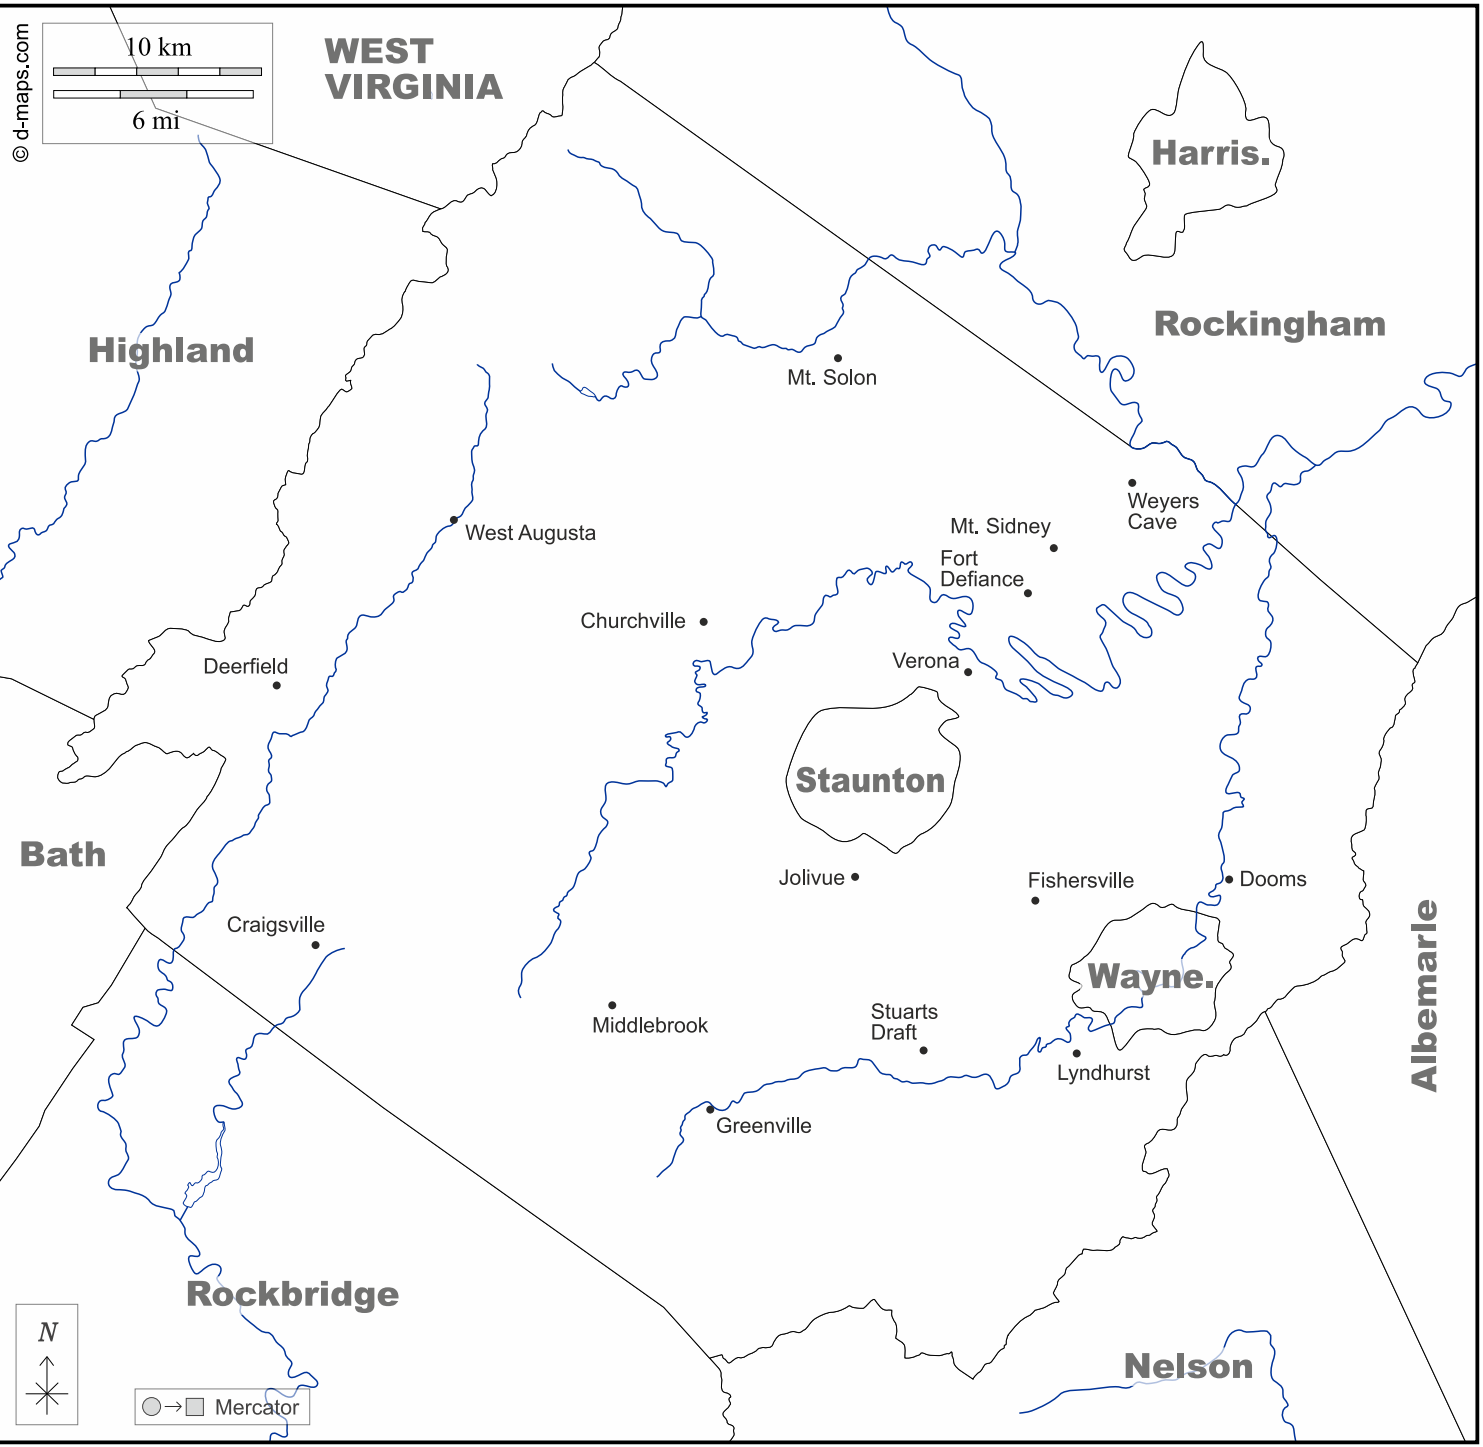 © d-maps.com
10 km
6 mi
WEST
VIRGINIA
Harris.
Rockingham
Highland
Mt. Solon
Weyers
Cave
West Augusta
Mt. Sidney
Fort
Defiance
Churchville
Verona
Deerfield
Staunton
Bath
Jolivue
Fishersville
Dooms
Craigsville
Albemarle
Wayne.
Middlebrook
Stuarts
Draft
Lyndhurst
Greenville
Rockbridge
N
Nelson
Mercator